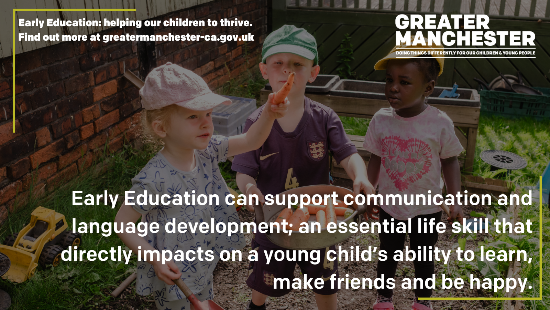 Early Education: helping our children to thrive.
Find out more at greatermanchester-ca.gov.uk
GREATER
MANCHESTER
DOING THINGS DIFFERENTLY FOR OUR CHILDREN & YOUNG PEOPLE
Early Education can support communication and
language development; an essential life skill that
directly impacts on a young child's ability to learn,
make friends and be happy.